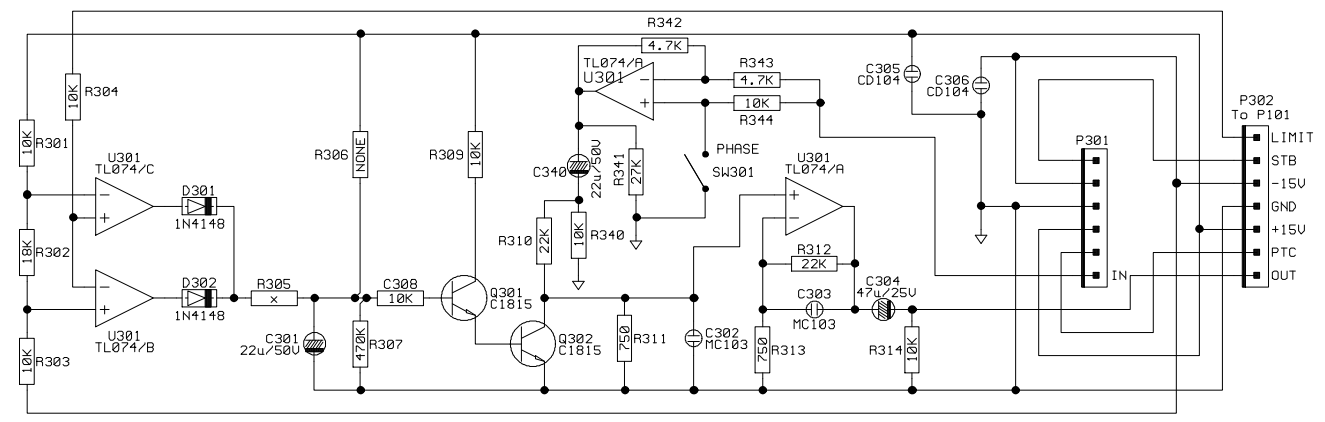 R342
4.7K
TL074/A
U301
R343
4.7K
10K
R344
C305
CD104
C306
CD104
P302
To P101
LIMIT
STB
-15V
GND
+15V
PTC
OUT
P301
IN
10K
R304
10K
R301
U301
TL074/C
D301
1N4148
R306
NONE
R309
10K
C340
22u/50V
R341
27K
PHASE
SW301
U301
TL074/A
18K
R302
R310
22K
10K
R340
R312
22K
D302
1N4148
R305
x
C308
10K
Q301
C1815
C304
47u/25V
C303
MC103
U301
TL074/B
10K
R303
C301
22u/50V
470K
R307
Q302
C1815
750
R311
C302
MC103
750
R313
R314
10K